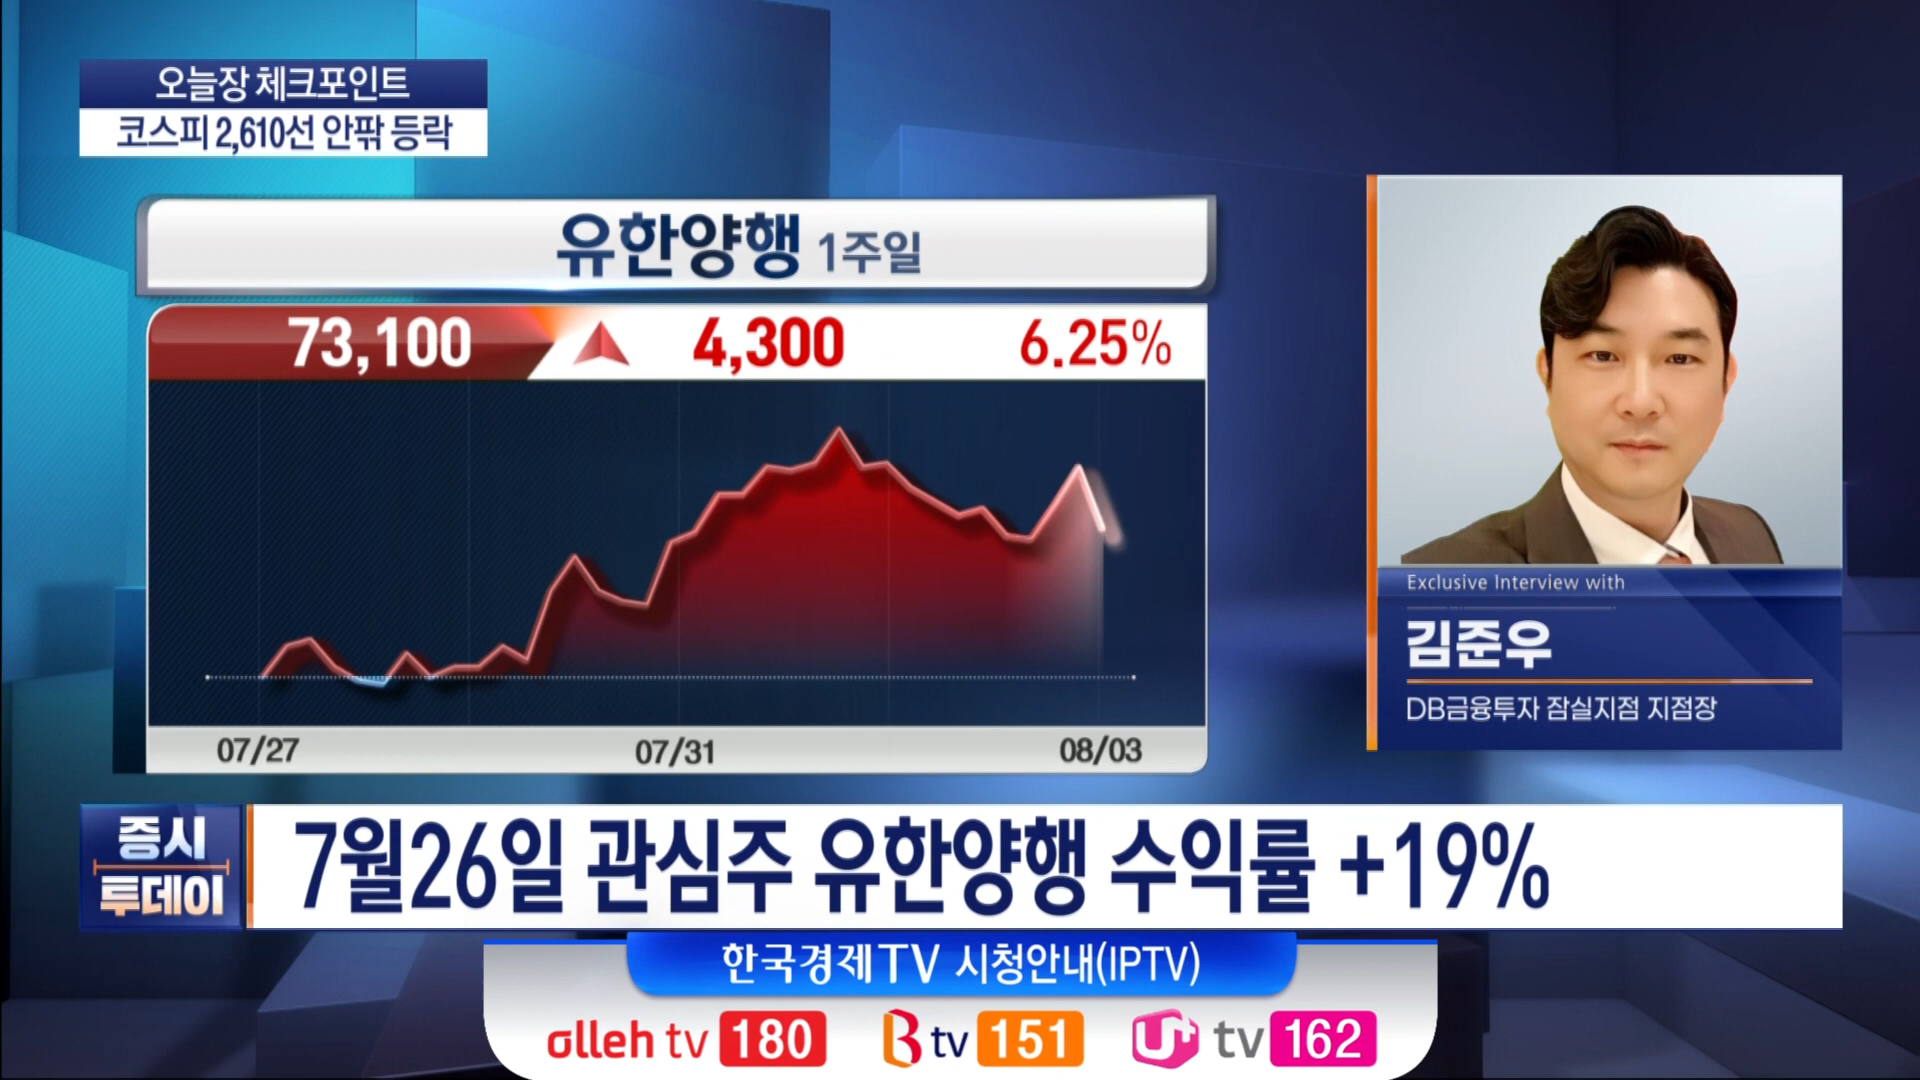 오늘장 체크포인트
코스피 2,610선 안팎 등락
유한양행 1주일
73,100 4,300 6.25%
07/27 07/31 08/03
Exclusive Interview with
김준우
DB금융투자 잠실지점 지점장
증시
투데이
7월26일 관심주 유한양행 수익률 +19%
한국경제TV 시청안내(IPTV)
olleh tv 180 B tv 151 U+ tv 162